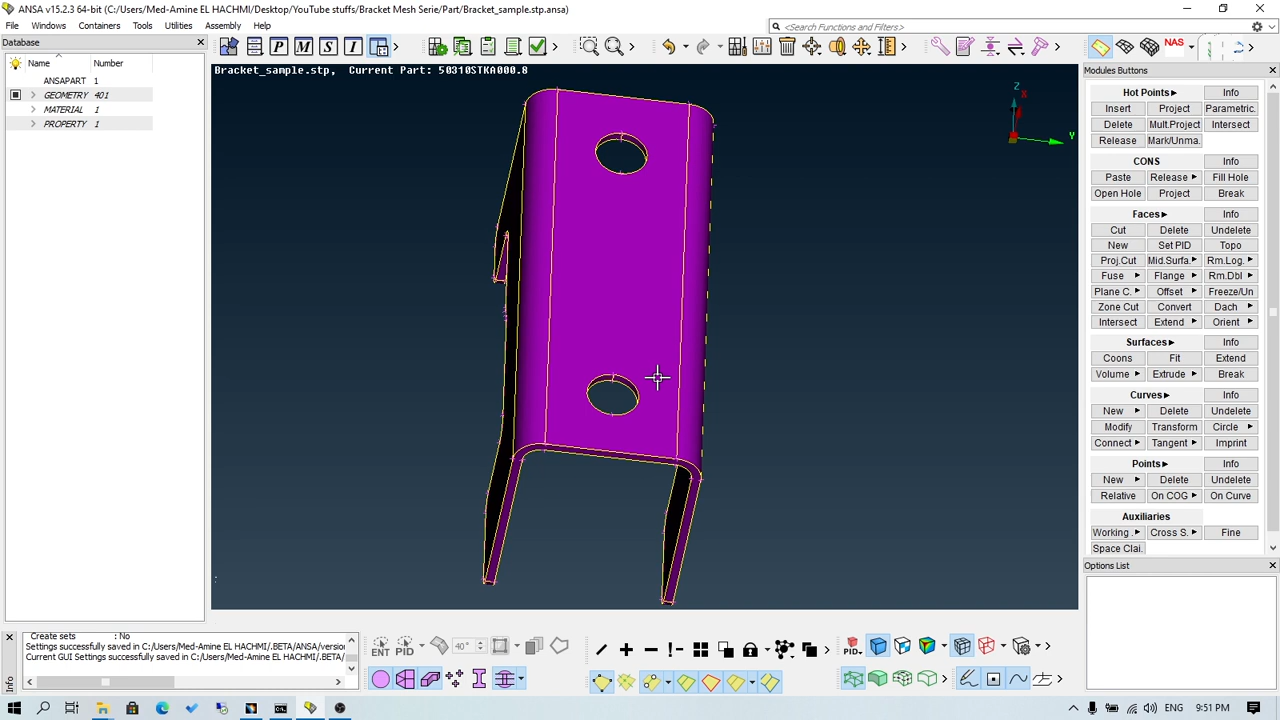 ANSA v15.2.3 64-bit (C:/Users/Med-Amine EL HACHMI/Desktop/YouTube stuffs/Bracket Mesh Serie/Part/Bracket_sample.stp.ansa)
File Windows Containers Tools Utilities Assembly Help
<Search Functions>
Database
Name Number
ANSAPART 1
GEOMETRY 401
MATERIAL 1
PROPERTY 1
P M S I
NAS
Bracket_sample.stp, Current Part: 50310STKA000.8
Z
X
Y
Modules Buttons
Hot Points Info
Insert Project Parametric.
Delete Mult.Project Intersect
Release Mark/Unma.
CONS Info
Paste Release Fill Hole
Open Hole Project Break
Faces Info
Cut Delete Undelete
New Set PID Topo
Proj.Cut Mid.Surfa. Rm.Log.
Fuse Flange Rm.Dbl
Plane C. Offset Freeze/Un
Zone Cut Convert Dach
Intersect Extend Orient
Surfaces Info
Coons Fit Extend
Volume Extrude Break
Curves Info
New Delete Undelete
Modify Transform Circle
Connect Tangent Imprint
Points Info
New Delete Undelete
Relative On COG On Curve
Auxiliaries
Working . Cross S. Fine
Space Clai.
Options List
Info
Create sets : No
Settings successfully saved in C:/Users/Med-Amine EL HACHMI/.BETA/ANSA/version
Current GUI Settings successfully saved in C:/Users/Med-Amine EL HACHMI/.BETA/
ENT PID 40° PID
ENG 9:51 PM